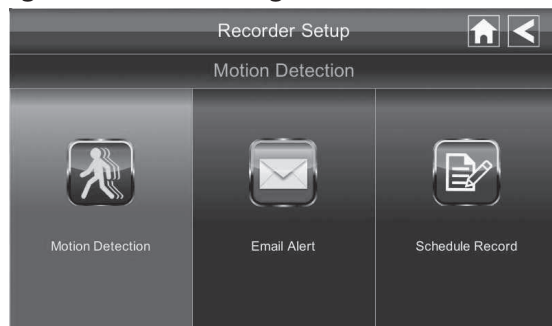 Recorder Setup
Motion Detection
Motion Detection
Email Alert
Schedule Record